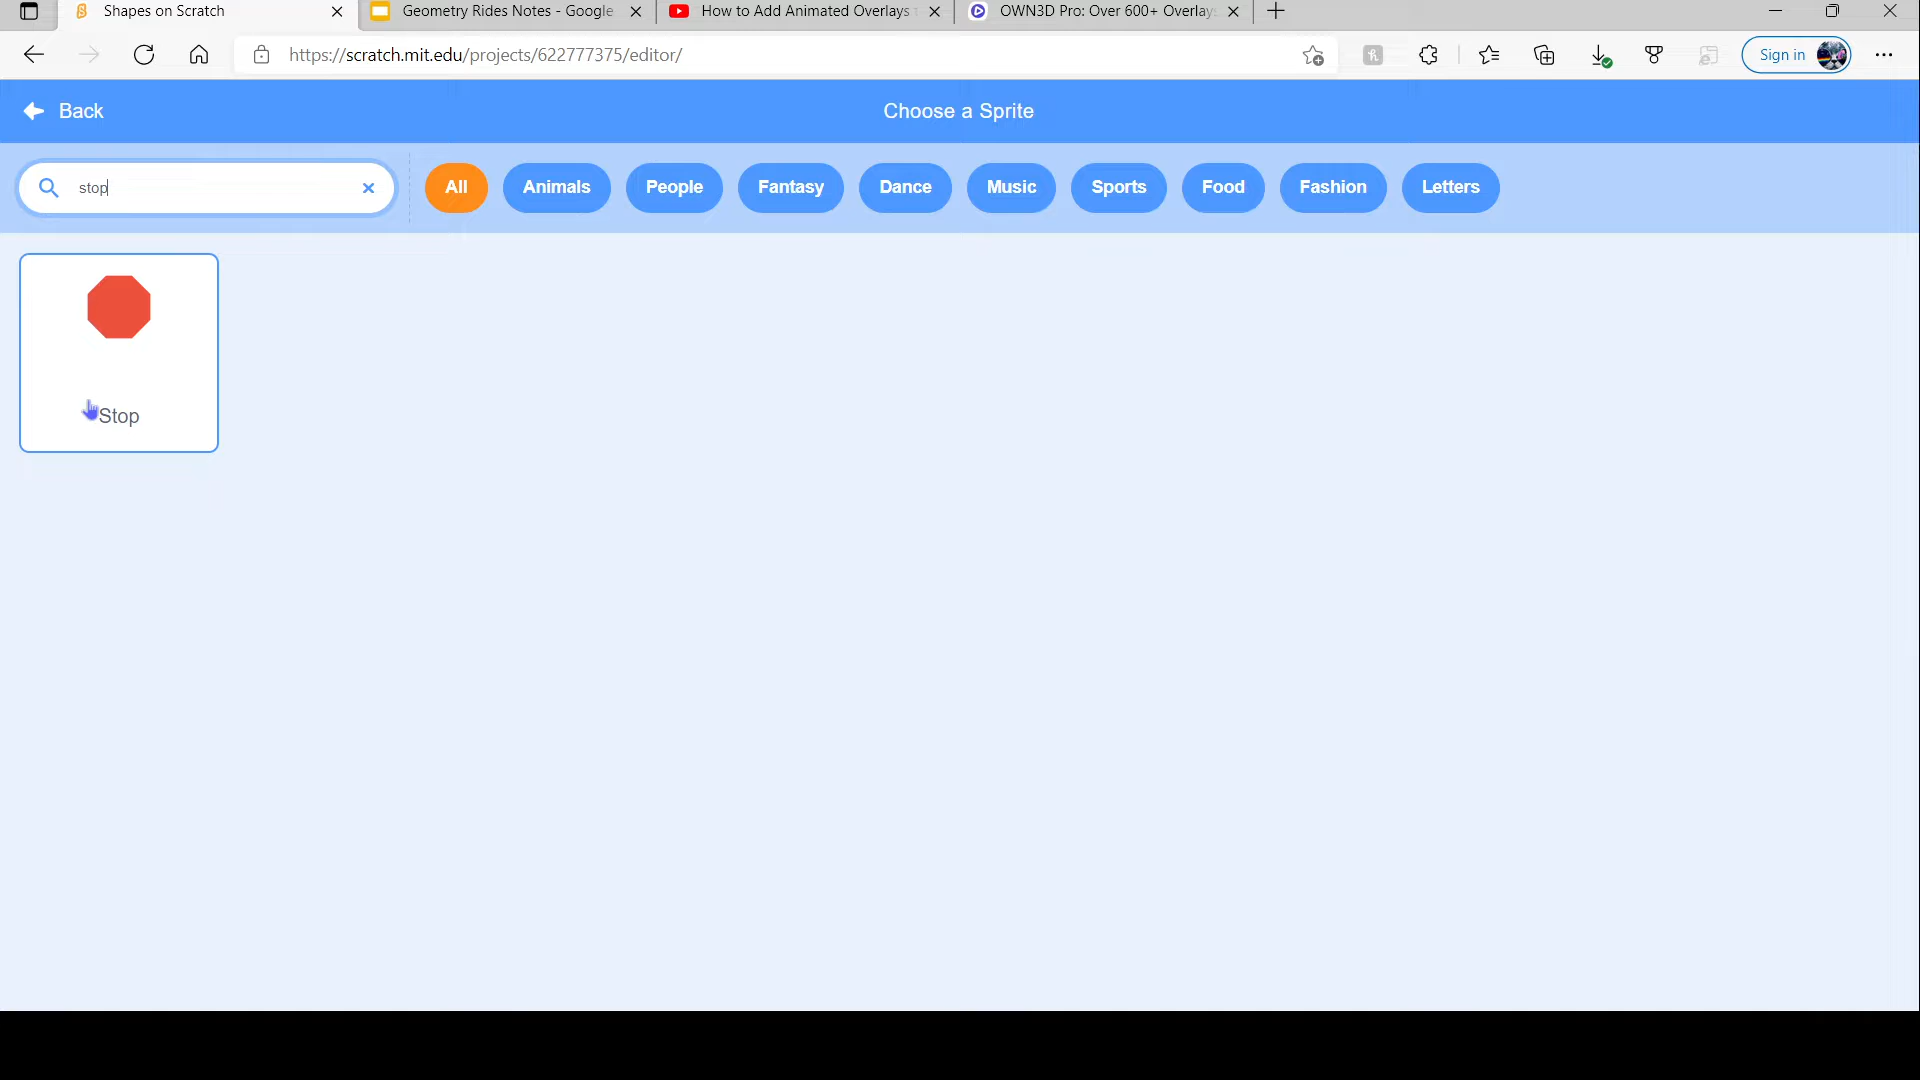 Shapes on Scratch
Geometry Rides Notes - Google
How to Add Animated Overlays
OWN3D Pro: Over 600+ Overlays
https://scratch.mit.edu/projects/622777375/editor/
Sign in
Back
Choose a Sprite
stop
All
Animals
People
Fantasy
Dance
Music
Sports
Food
Fashion
Letters
Stop